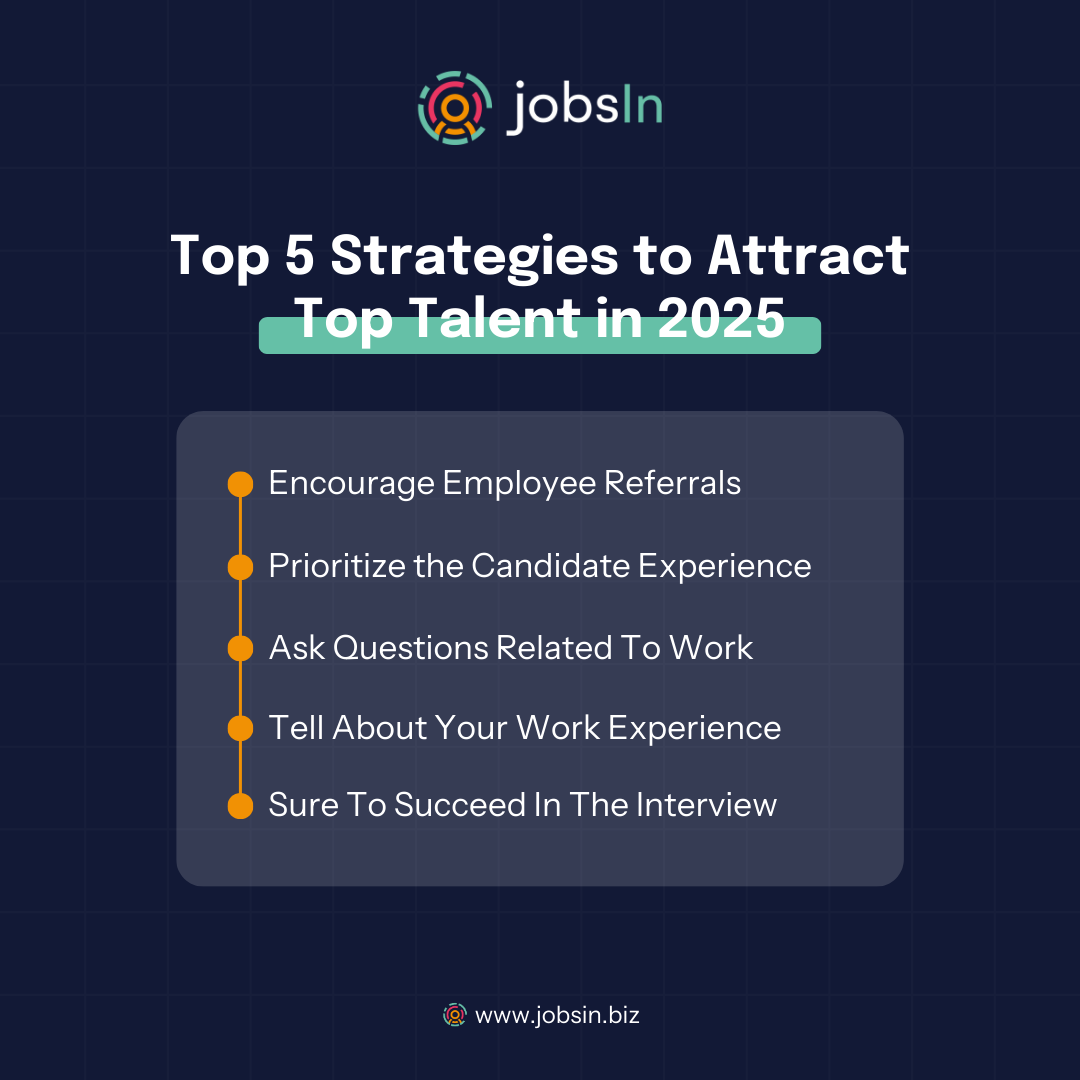 jobsIn
Top 5 Strategies to Attract
Top Talent in 2025
Encourage Employee Referrals
Prioritize the Candidate Experience
Ask Questions Related To Work
Tell About Your Work Experience
Sure To Succeed In The Interview
www.jobsin.biz